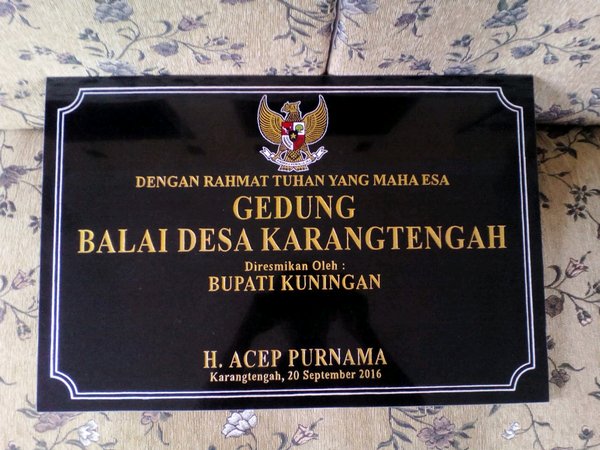 DENGAN RAHMAT TUHAN YANG MAHA ESA
GEDUNG
BALAI DESA KARANGTENGAH
Diresmikan Oleh :
BUPATI KUNINGAN
H. ACEP PURNAMA
Karangtengah, 20 September 2016